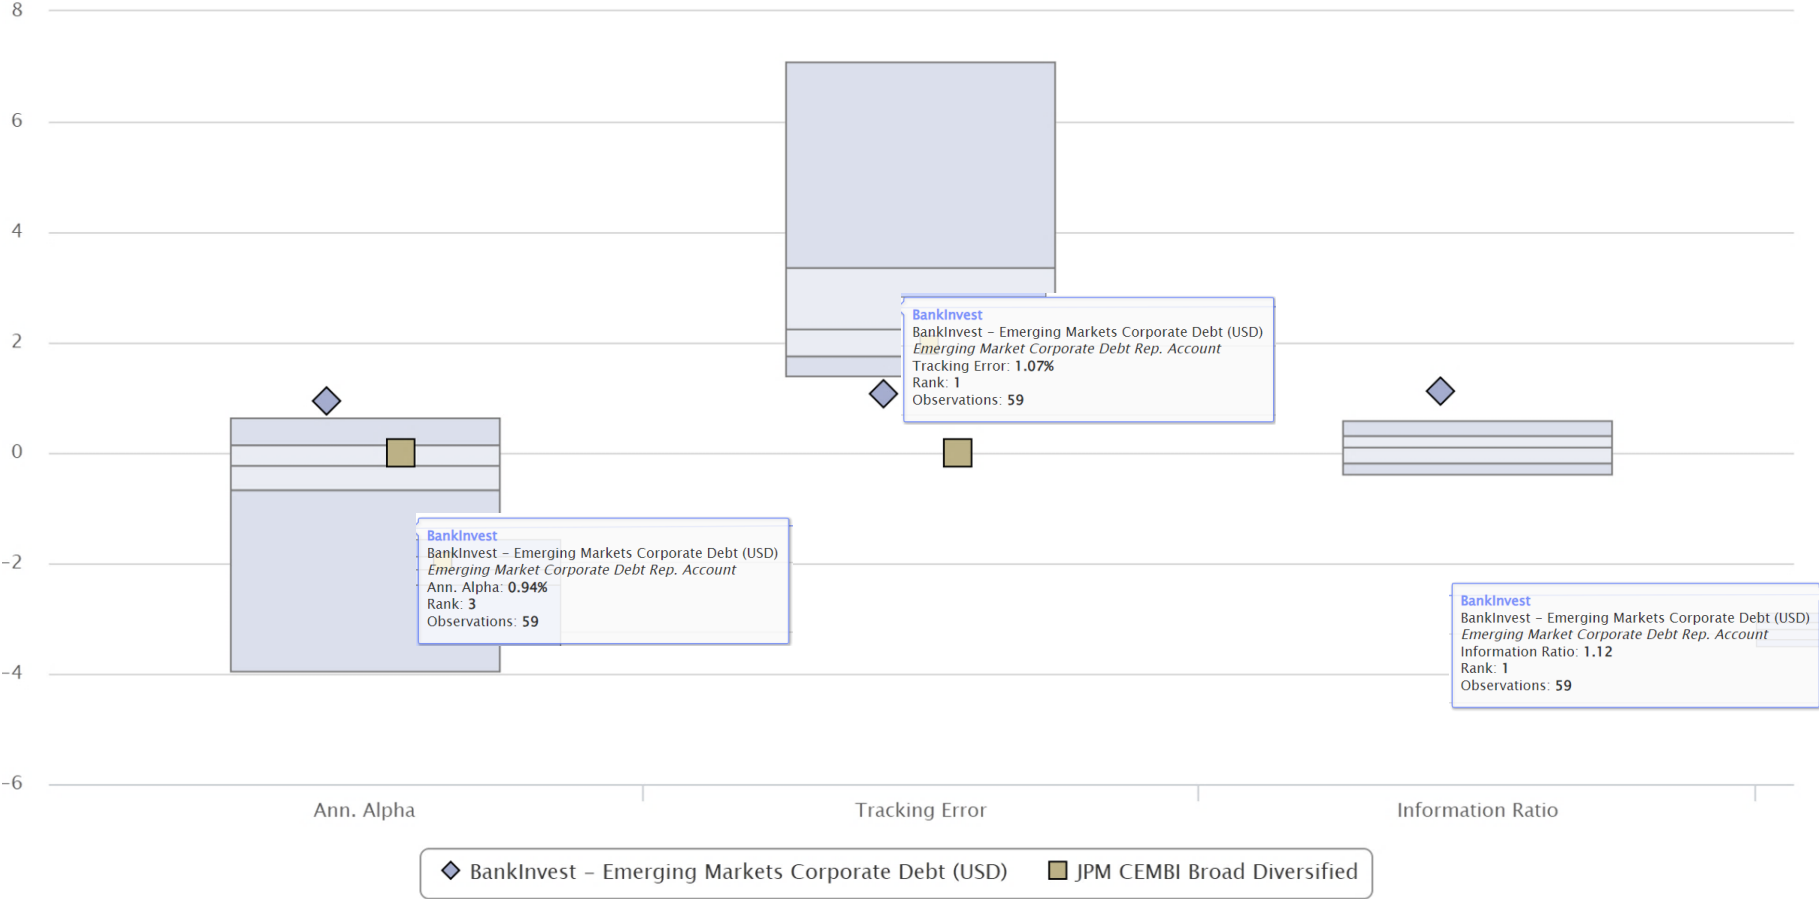 8
6
4
2
0
-2
-4
-6
BankInvest
BankInvest - Emerging Markets Corporate Debt (USD)
Emerging Market Corporate Debt Rep. Account
Tracking Error: 1.07%
Rank: 1
Observations: 59
BankInvest
BankInvest - Emerging Markets Corporate Debt (USD)
Emerging Market Corporate Debt Rep. Account
Ann. Alpha: 0.94%
Rank: 3
Observations: 59
BankInvest
BankInvest - Emerging Markets Corporate Debt (USD)
Emerging Market Corporate Debt Rep. Account
Information Ratio: 1.12
Rank: 1
Observations: 59
Ann. Alpha
Tracking Error
Information Ratio
BankInvest - Emerging Markets Corporate Debt (USD)
JPM CEMBI Broad Diversified